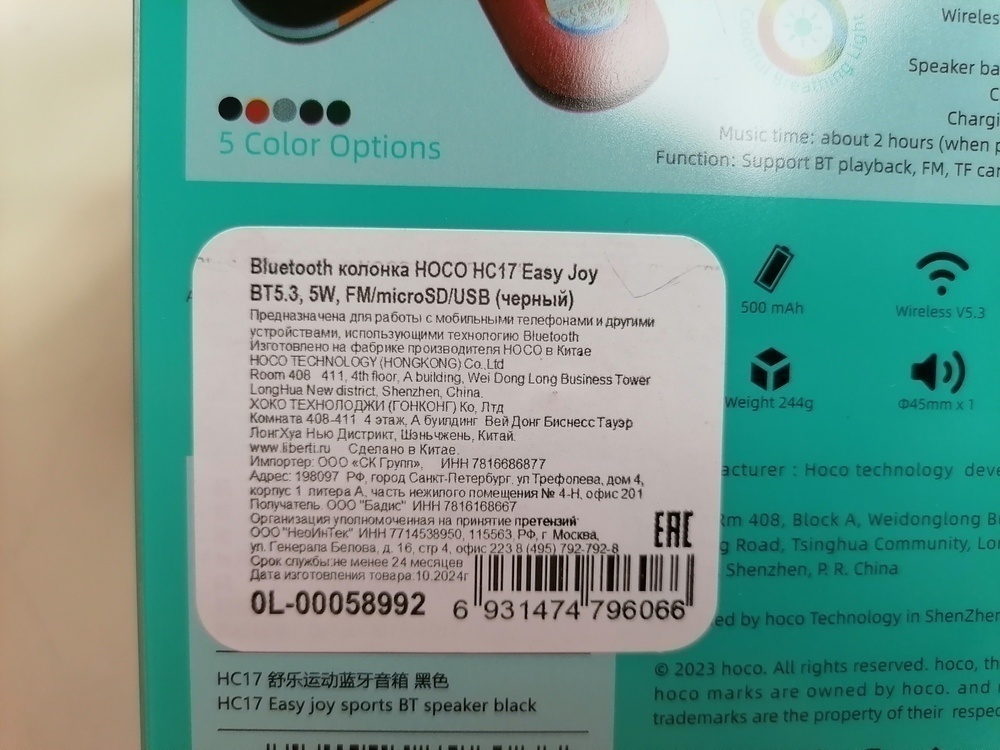 Wireles
Speaker ba
C
Chargi
Music time: about 2 hours (when p
Function: Support BT playback, FM, TF car
5 Color Options
Bluetooth колонка HOCO HC17 Easy Joy
BT5.3, 5W, FM/microSD/USB (черный)
Предназначена для работы с мобильными телефонами и другими
устройствами, использующими технологию Bluetooth
Изготовлено на фабрике производителя HOCO в Китае
HOCO TECHNOLOGY (HONGKONG) Co.,Ltd
Room 408 411, 4th floor, A building, Wei Dong Long Business Tower
LongHua New district, Shenzhen, China.
ХОКО ТЕХНОЛОДЖИ (ГОНКОНГ) Ко, Лтд
Комната 408-411 4 этаж, А буилдинг Вей Донг Биснесс Тауэр
ЛонгХуа Нью Дистрикт, Шэньчжень, Китай.
www.liberti.ru Сделано в Китае.
Импортер: ООО «СК Групп», ИНН 7816686877
Адрес: 198097 РФ, город Санкт-Петербург, ул Трефолева, дом 4,
корпус 1 литера А, часть нежилого помещения № 4-Н, офис 201
Получатель. ООО "Бадис" ИНН 7816168667
Организация уполномоченная на принятие претензий
ООО "НеоИнТек" ИНН 7714538950, 115563, РФ, г Москва,
ул. Генерала Белова, д. 16, стр 4, офис 223 8 (495) 792-792-8
Срок службы:не менее 24 месяцев
Дата изготовления товара:10.2024г
EAC
0L-00058992
6 931474 796066
500 mAh
Wireless V5.3
Weight 244g
Φ45mm x 1
acturer : Hoco technology deve
Rm 408, Block A, Weidonglong B
g Road, Tsinghua Community, Lo
Shenzhen, P. R. China
ed by hoco Technology in ShenZhe
© 2023 hoco. All rights reserved. hoco, th
hoco marks are owned by hoco. and
trademarks are the property of their respec
HC17 舒乐运动蓝牙音箱 黑色
HC17 Easy joy sports BT speaker black